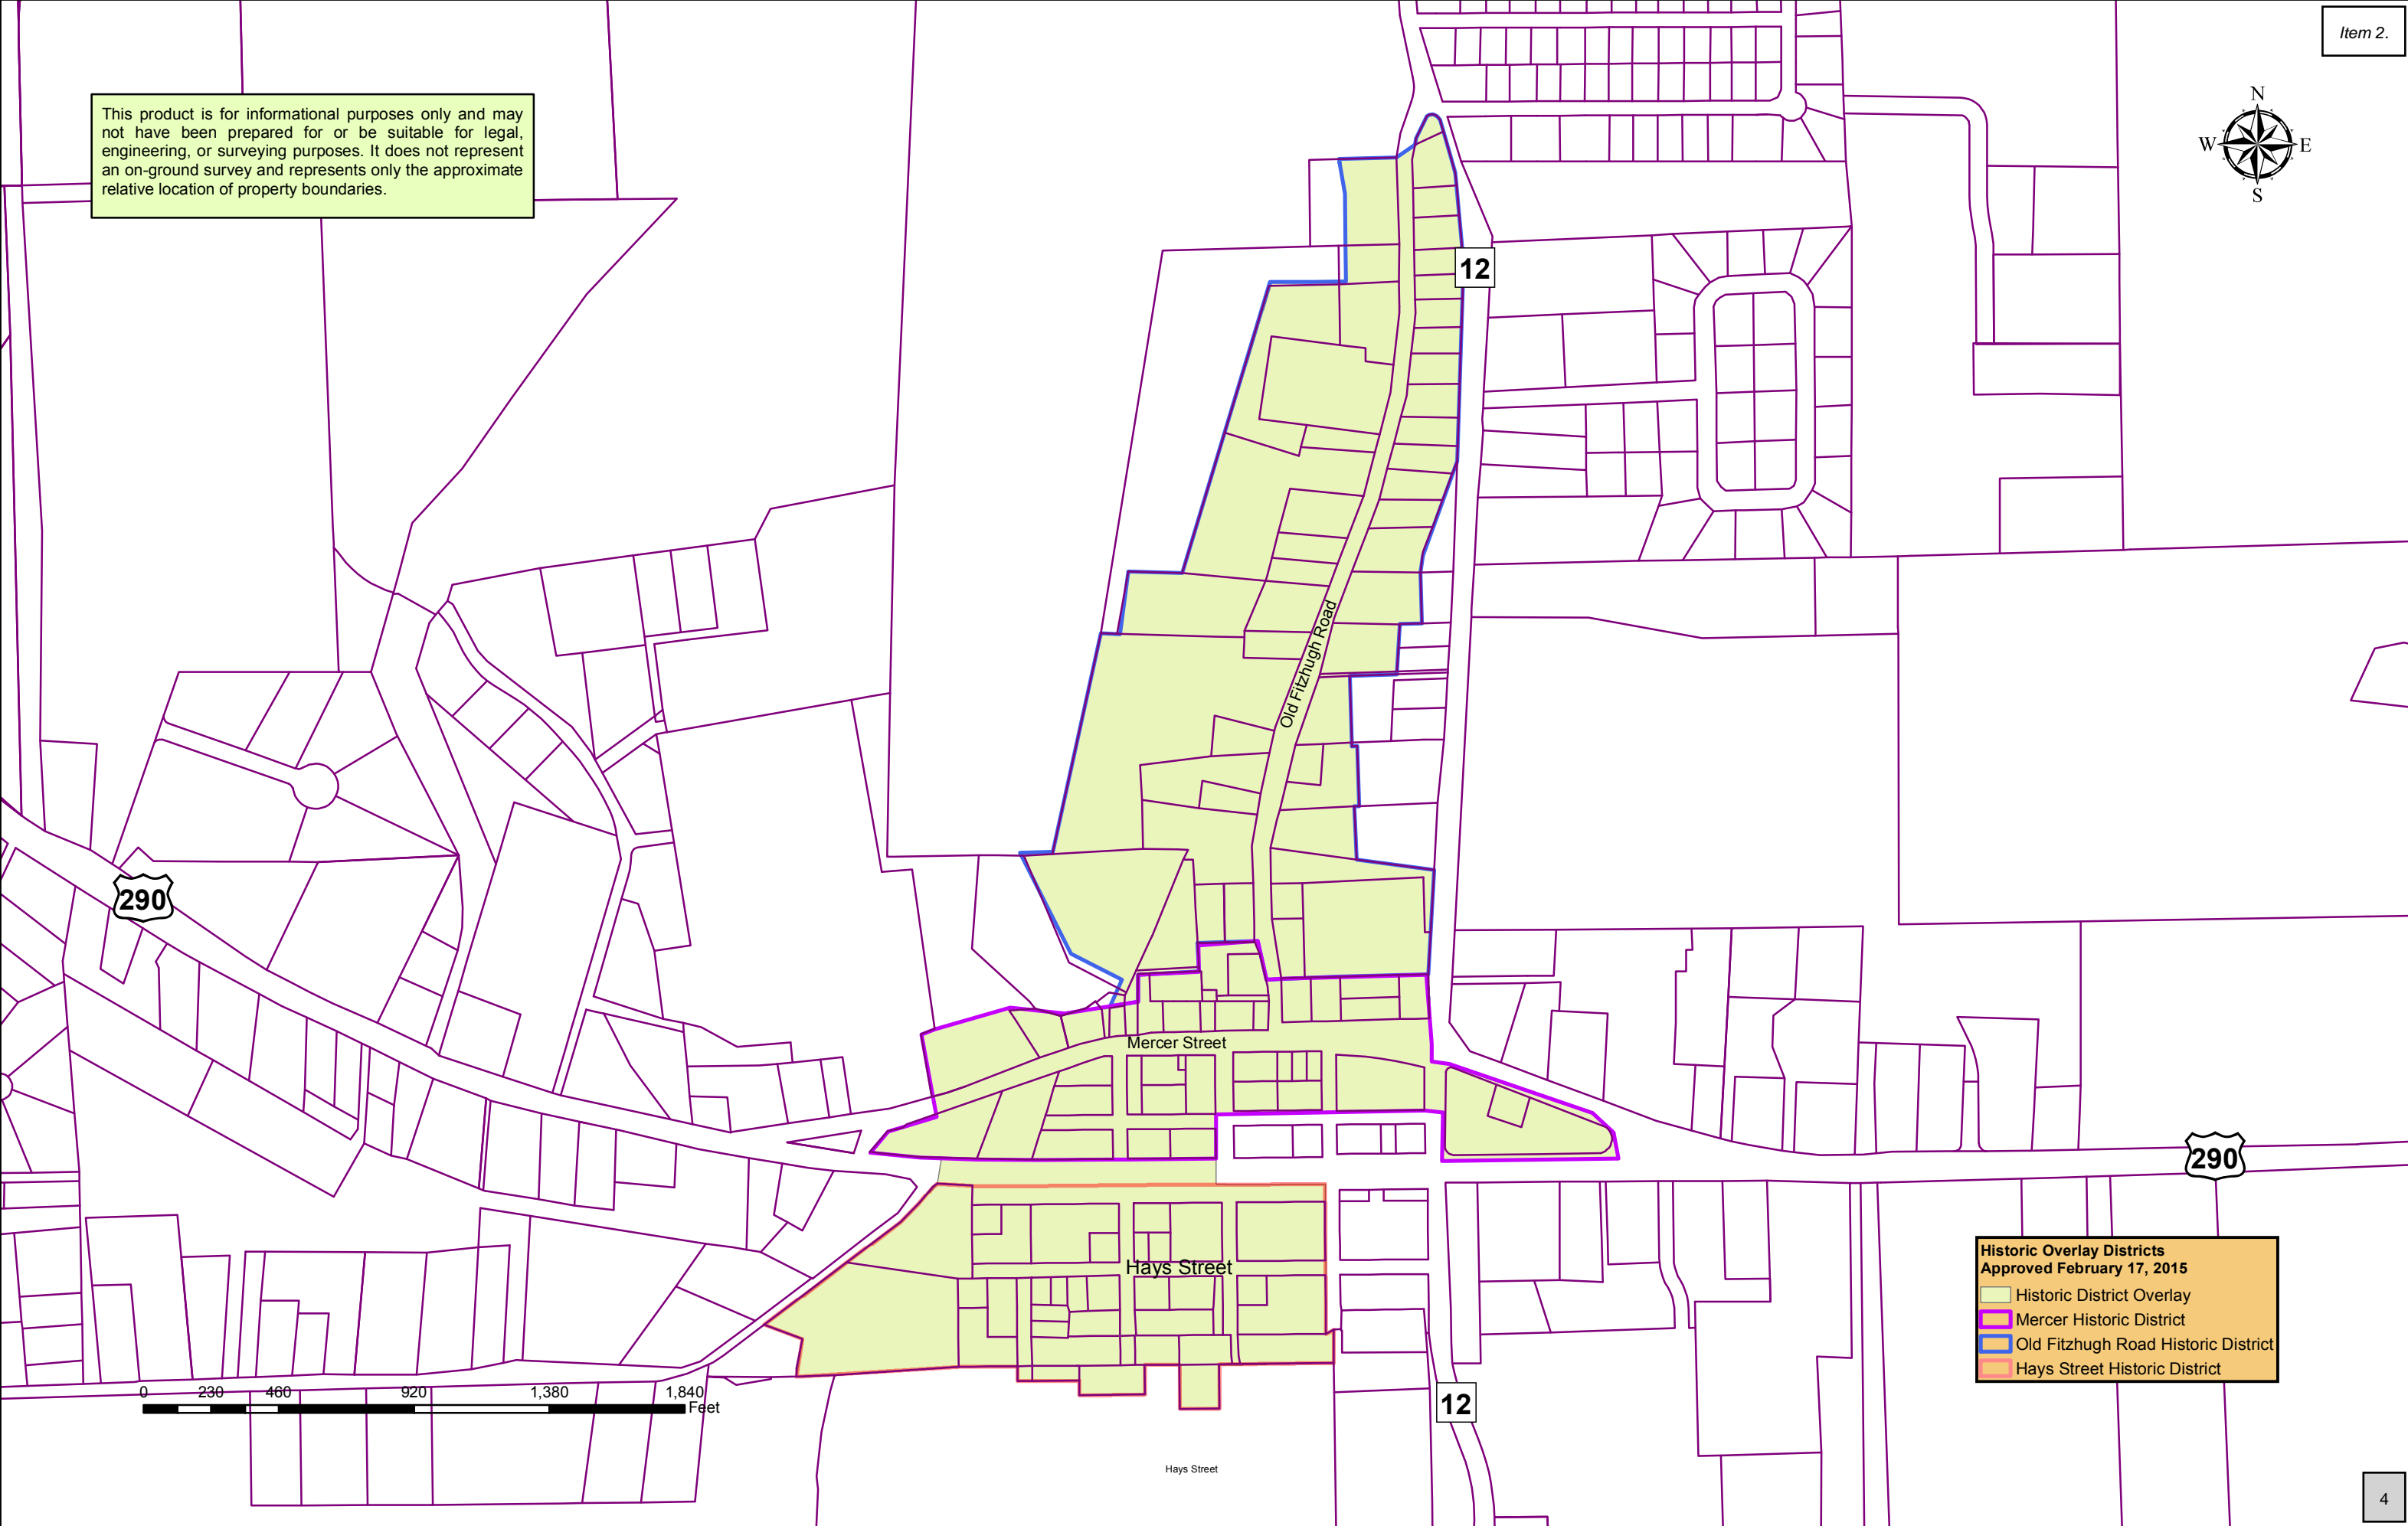 Item 2.
This product is for informational purposes only and may
not have been prepared for or be suitable for legal,
engineering, or surveying purposes. It does not represent
an on-ground survey and represents only the approximate
relative location of property boundaries.
N
W E
S
12
Old Fitzhugh Road
290
Mercer Street
290
Hays Street
Historic Overlay Districts
Approved February 17, 2015
Historic District Overlay
Mercer Historic District
Old Fitzhugh Road Historic District
Hays Street Historic District
0 230 460 920 1,380 1,840
Feet
12
Hays Street
4